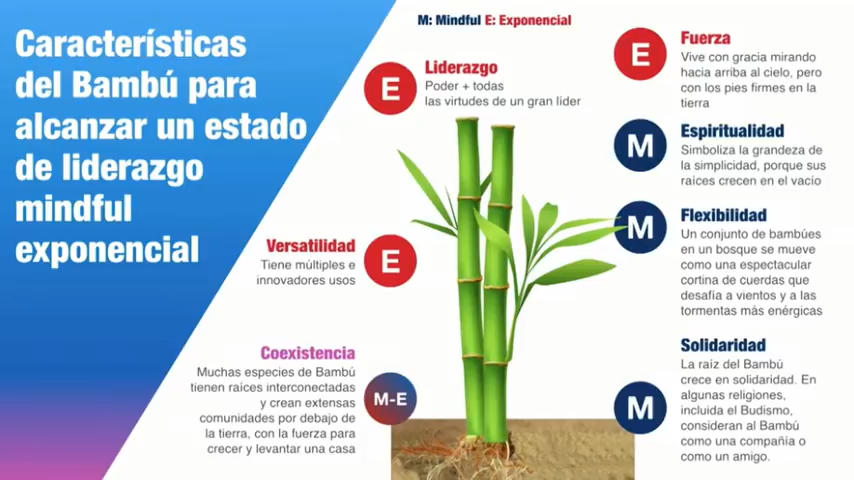 Características
del Bambú para
alcanzar un estado
de liderazgo
mindful
exponencial
M: Mindful E: Exponencial
E
Liderazgo
Poder + todas
las virtudes de un gran líder
Versatilidad
Tiene múltiples e
innovadores usos
E
Coexistencia
Muchas especies de Bambú
tienen raíces interconectadas
y crean extensas
comunidades por debajo de
la tierra, con la fuerza para
crecer y levantar una casa
M-E
E
Fuerza
Vive con gracia mirando
hacia arriba al cielo, pero
con los pies firmes en la
tierra
M
Espiritualidad
Simboliza la grandeza de
la simplicidad, porque sus
raíces crecen en el vacío
M
Flexibilidad
Un conjunto de bambúes
en un bosque se mueve
como una espectacular
cortina de cuerdas que
desafía a vientos y a las
tormentas más enérgicas
M
Solidaridad
La raíz del Bambú
crece en solidaridad. En
algunas religiones,
incluida el Budismo,
consideran al Bambú
como una compañía o
como un amigo.